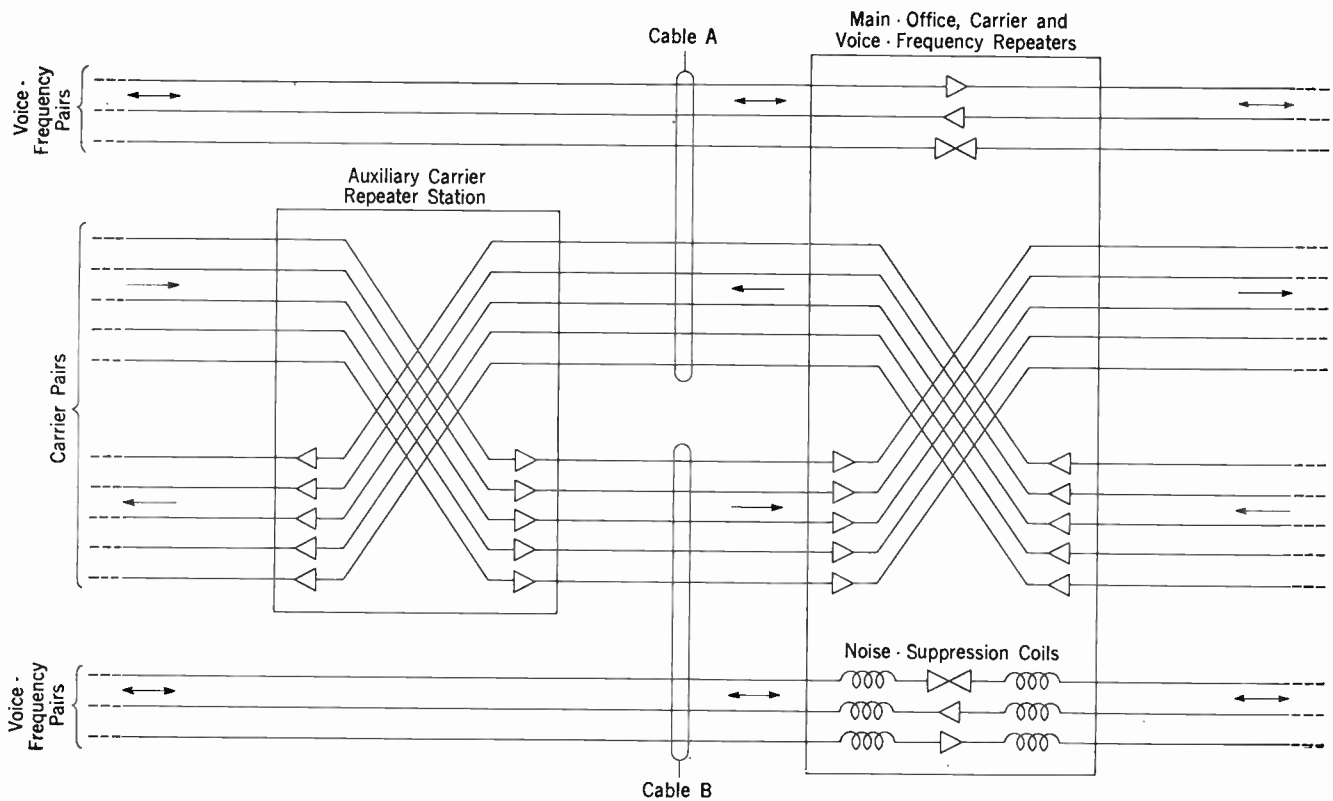 Main · Office, Carrier and
Voice · Frequency Repeaters
Cable A
Voice ·
Frequency
Pairs
Auxiliary Carrier
Repeater Station
Carrier Pairs
Noise · Suppression Coils
Voice ·
Frequency
Pairs
Cable B